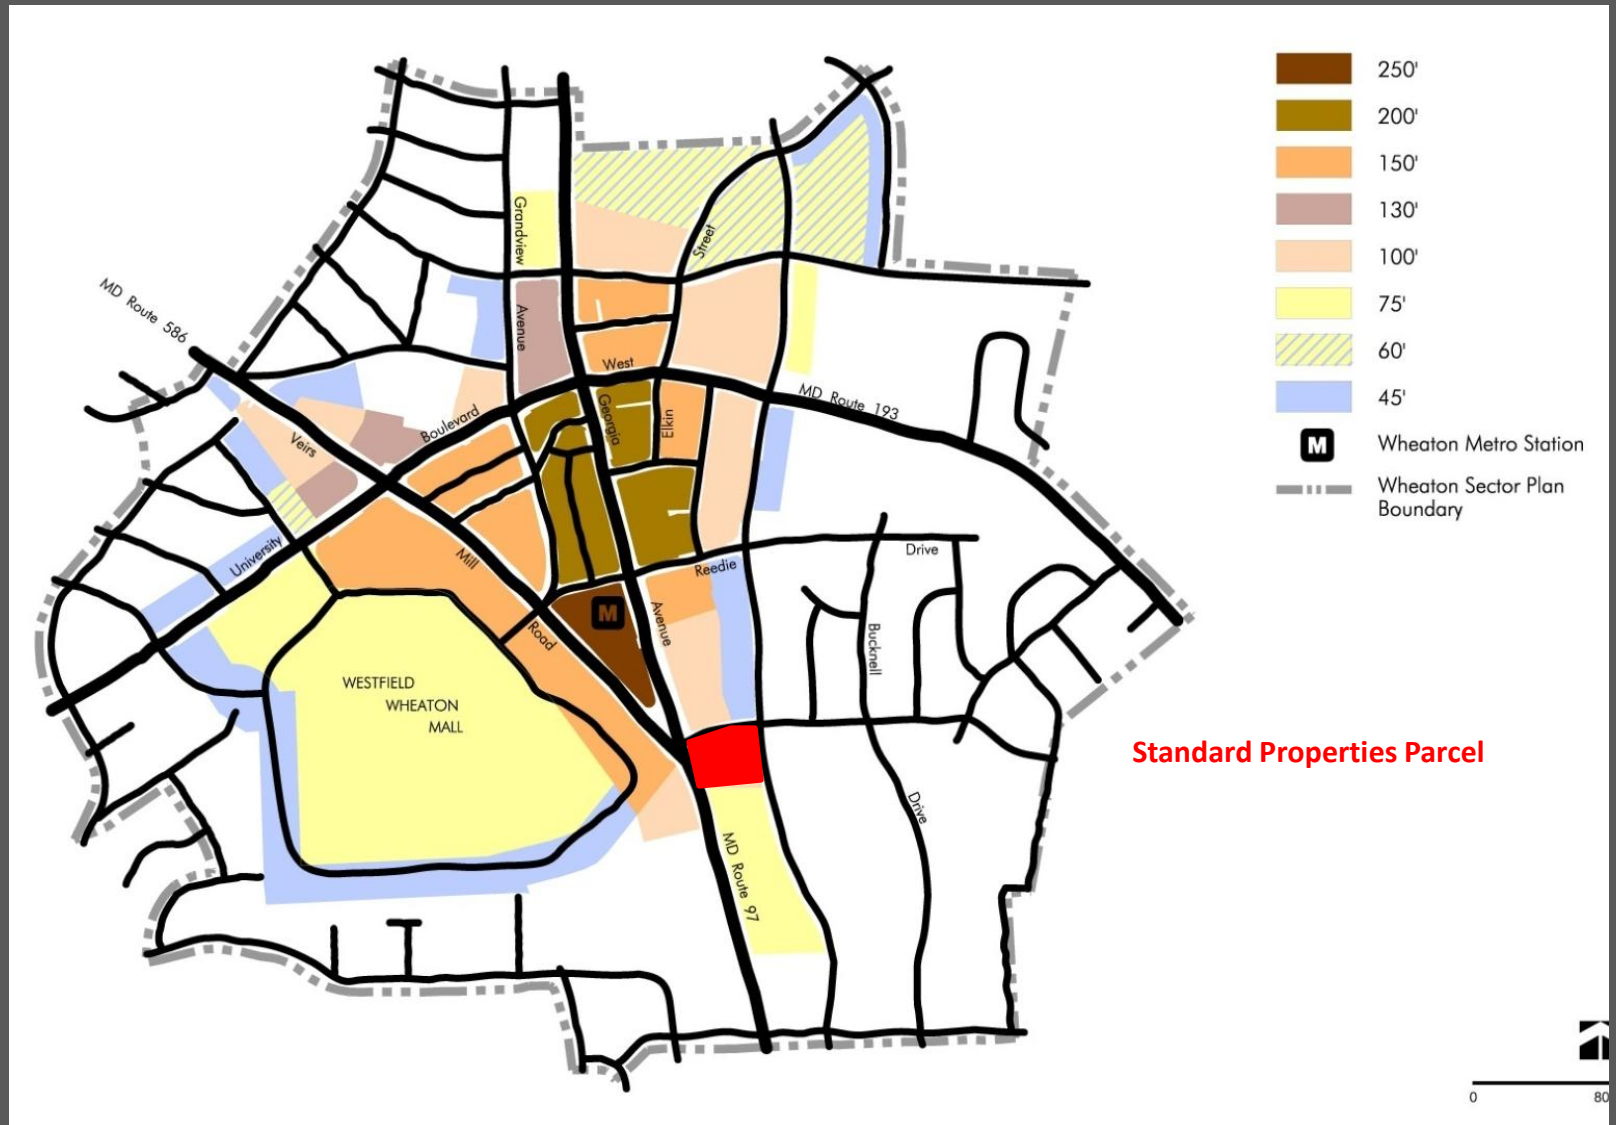 250'
200'
150'
130'
100'
75'
60'
45'
M
Wheaton Metro Station
Wheaton Sector Plan
Boundary
MD Route 586
Grandview
Avenue
Street
West
MD Route 193
Georgia
Elkin
Boulevard
Veirs
University
Mill
Road
M
Avenue
Reedie
Drive
Bucknell
Drive
WESTFIELD
WHEATON
MALL
Standard Properties Parcel
MD Route 97
0
80